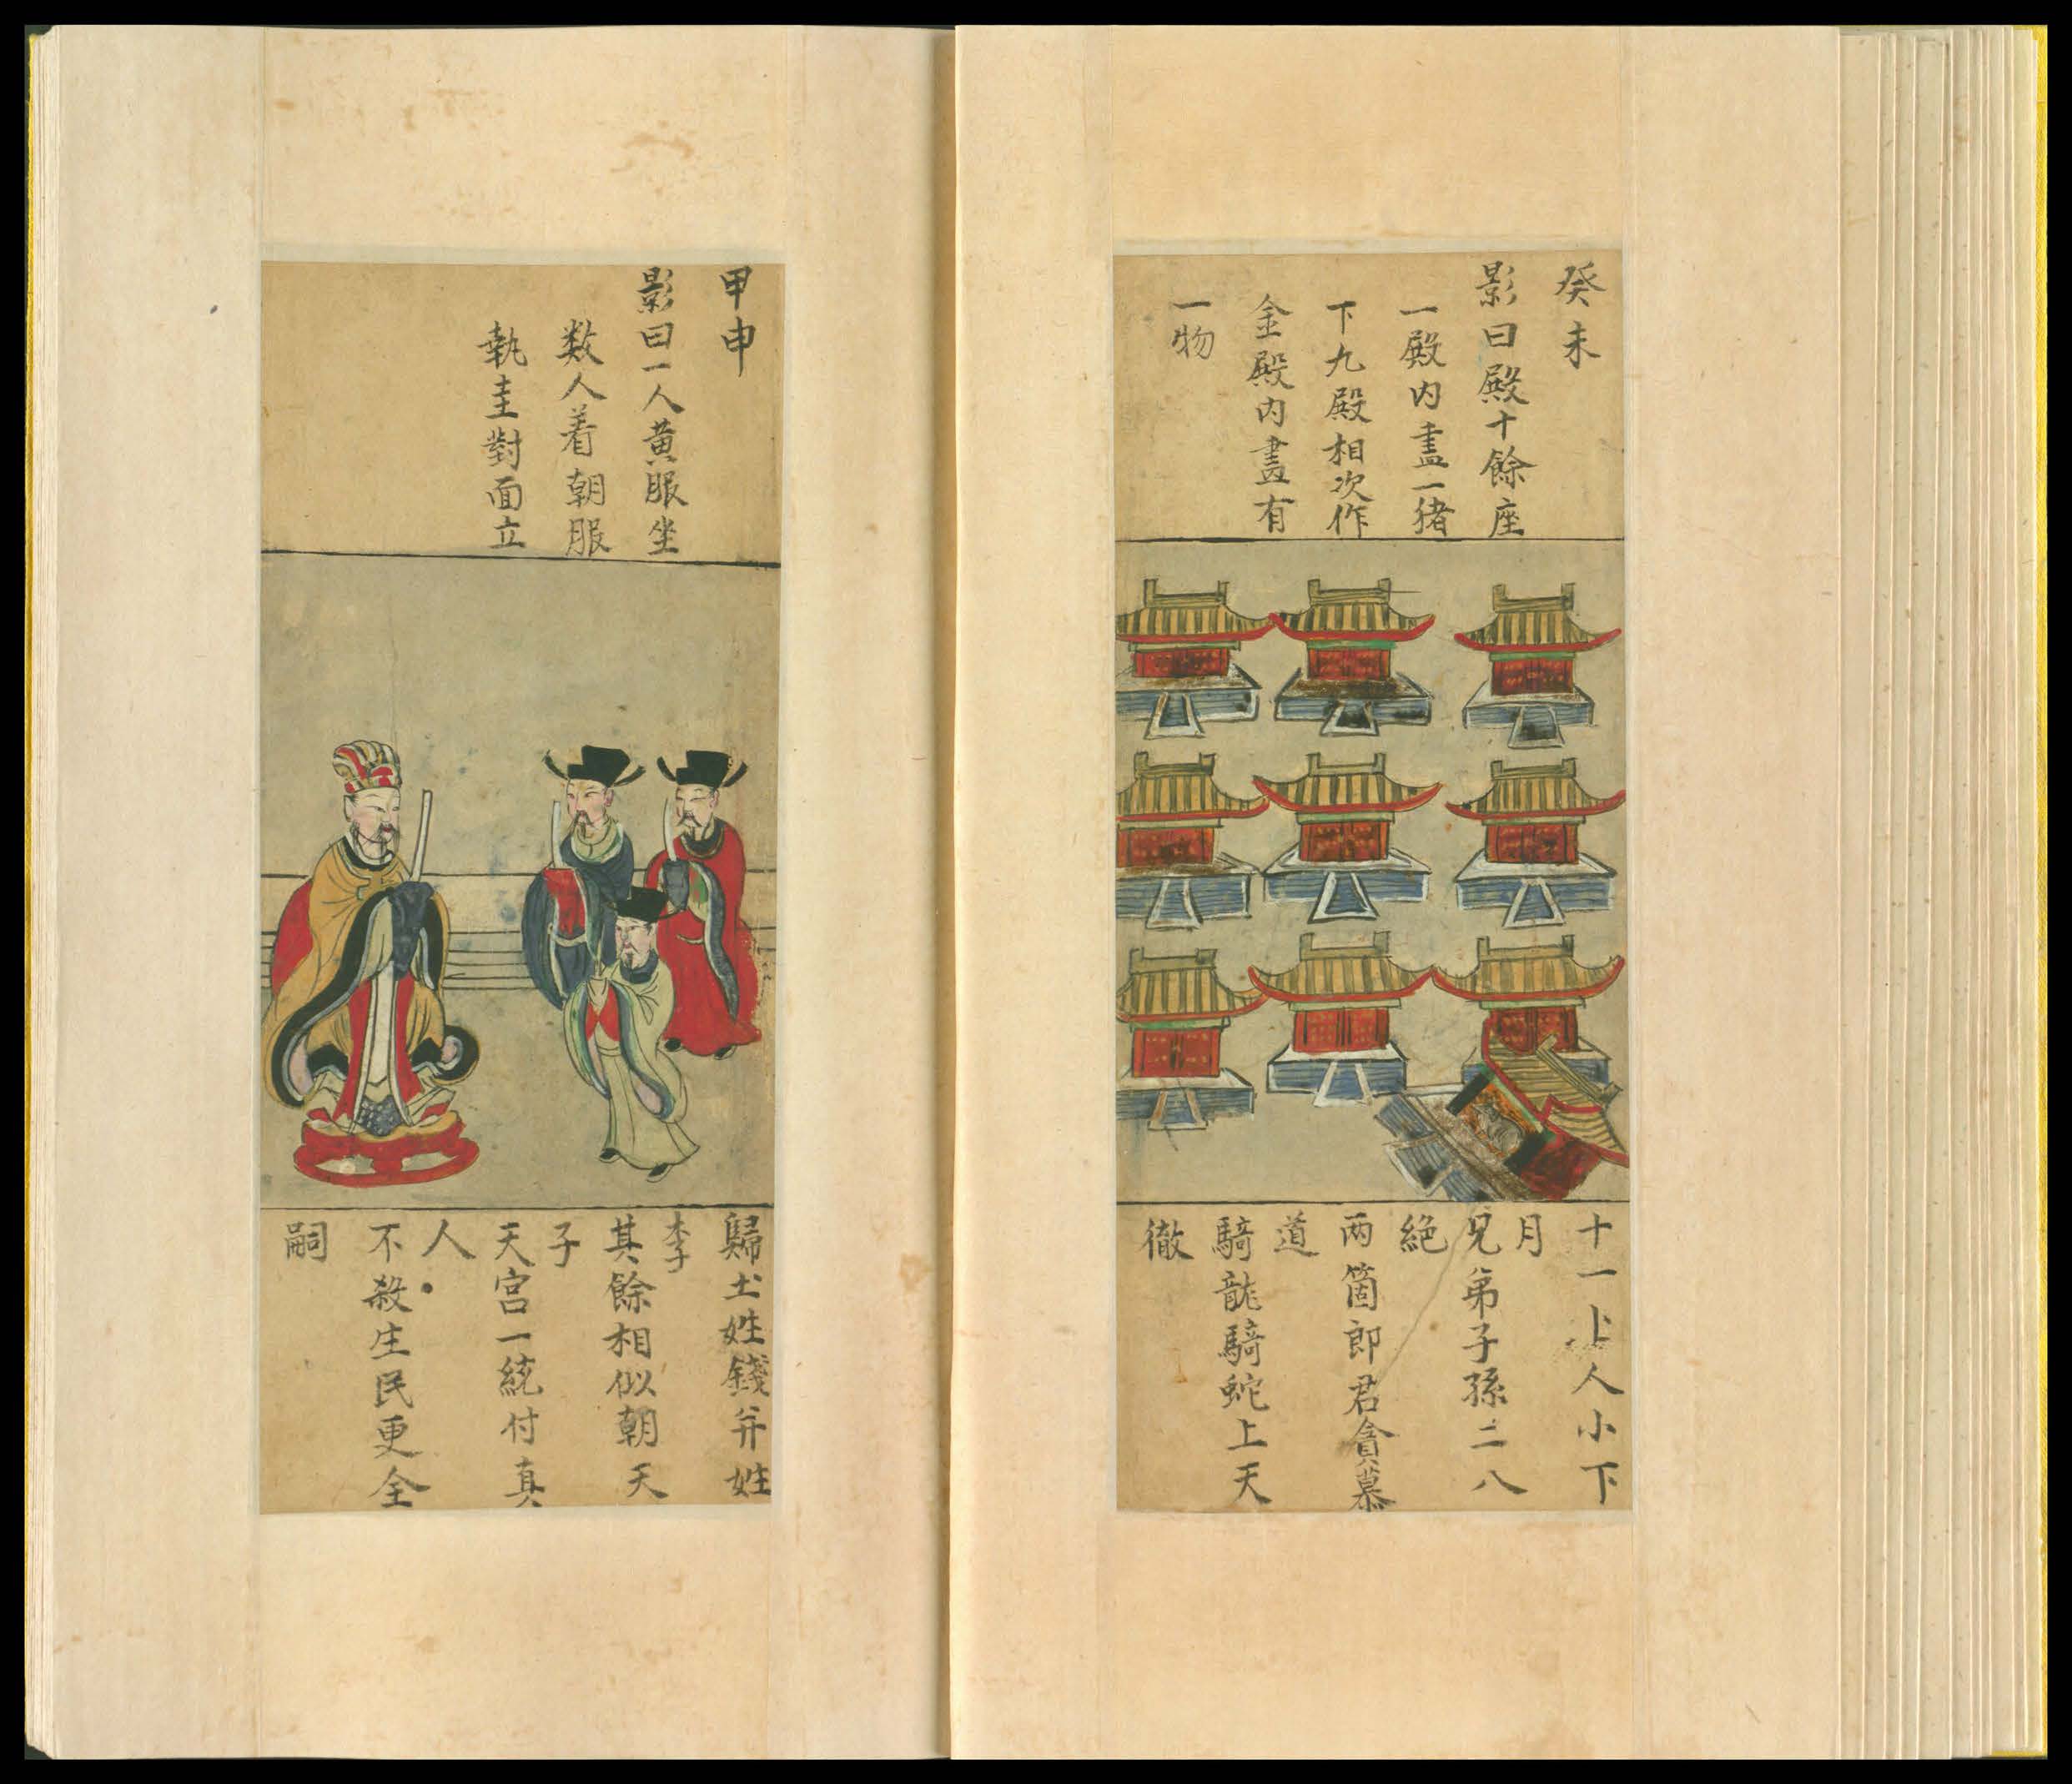 癸未
影曰殿十餘座
一殿内畫一猪
下九殿相次作
金殿内畫有
一物
十一上人小下
月
兄弟子孫二八
絶
两箇郎君貪慕
道
騎龍騎蛇上天
徹
甲申
影曰一人黄服坐
数人着朝服
執圭對面立
歸土姓錢并姓
李
其餘相似朝天
子
天宮一統付真
人
不殺生民更全
嗣